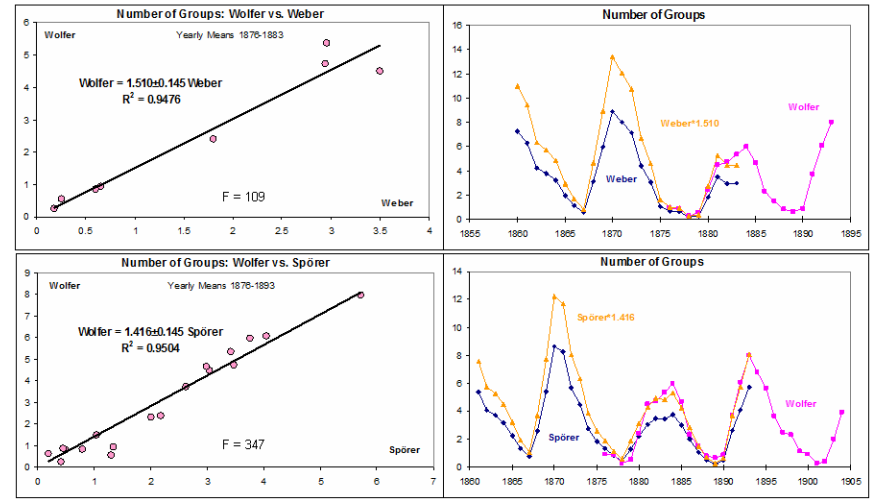 Number of Groups: Wolfer vs. Weber
6
Wolfer
Yearly Means 1876-1883
5
Wolfer = 1.510±0.145 Weber
R² = 0.9476
4
3
2
1
F = 109
Weber
0
0 0.5 1 1.5 2 2.5 3 3.5 4
Number of Groups
16
14
12
10
8
6
4
2
0
Weber*1.510
Wolfer
Weber
1855 1860 1865 1870 1875 1880 1885 1890 1895
Number of Groups: Wolfer vs. Spörer
9
Wolfer
Yearly Means 1876-1893
8
7
Wolfer = 1.416±0.145 Spörer
R² = 0.9504
6
5
4
3
2
1
F = 347
Spörer
0
0 1 2 3 4 5 6 7
Number of Groups
14
12
10
8
6
4
2
0
Spörer*1.416
Wolfer
Spörer
1860 1865 1870 1875 1880 1885 1890 1895 1900 1905